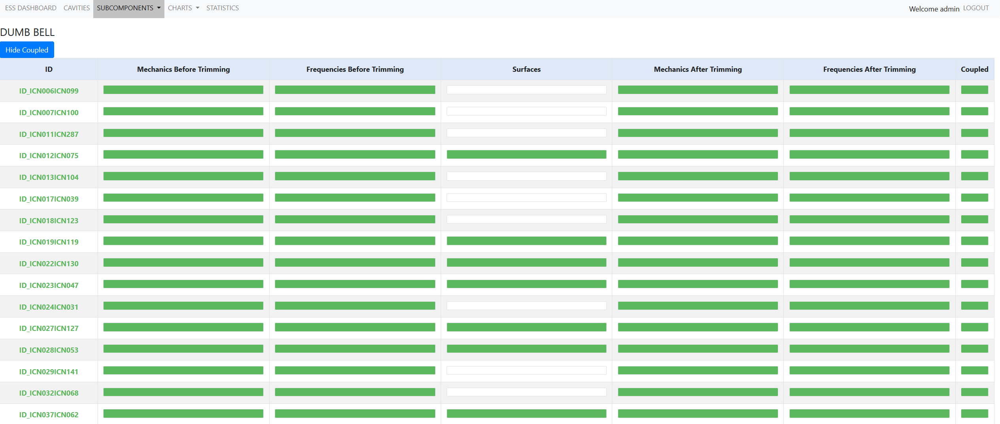 ESS DASHBOARD CAVITIES SUBCOMPONENTS CHARTS STATISTICS Welcome admin LOGOUT
DUMB BELL
Hide Coupled
ID Mechanics Before Trimming Frequencies Before Trimming Surfaces Mechanics After Trimming Frequencies After Trimming Coupled
ID_ICN006ICN099
ID_ICN007ICN100
ID_ICN011ICN287
ID_ICN012ICN075
ID_ICN013ICN104
ID_ICN017ICN039
ID_ICN018ICN123
ID_ICN019ICN119
ID_ICN022ICN130
ID_ICN023ICN047
ID_ICN024ICN031
ID_ICN027ICN127
ID_ICN028ICN053
ID_ICN029ICN141
ID_ICN032ICN068
ID_ICN037ICN062